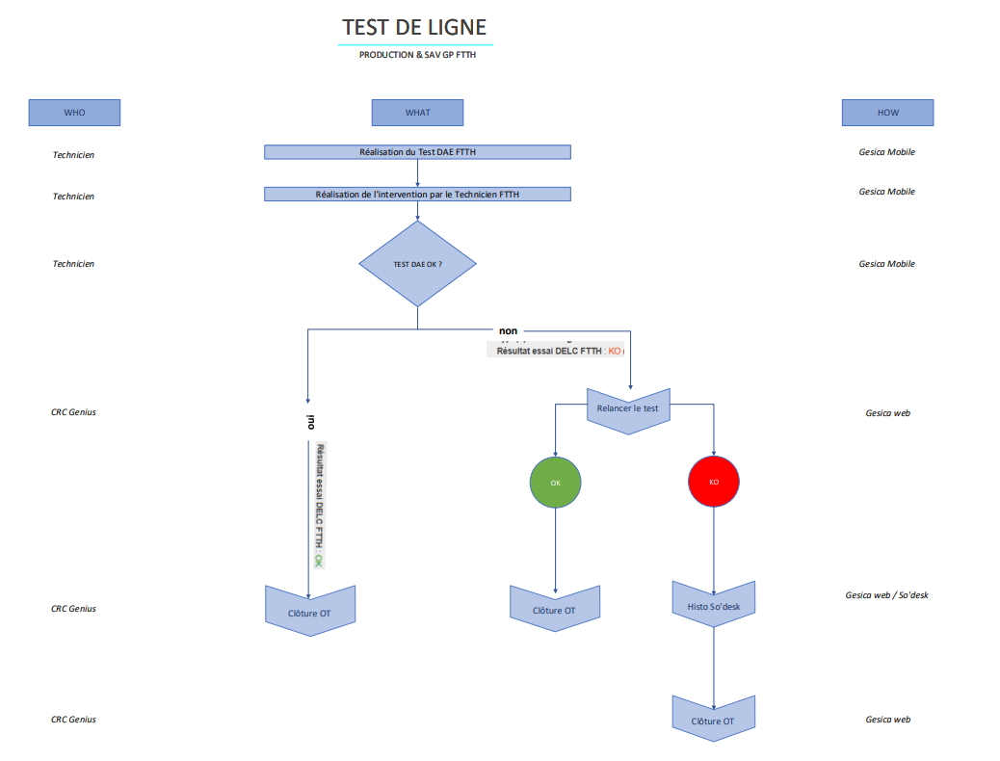 TEST DE LIGNE
PRODUCTION & SAV GP FTTH
WHO
WHAT
HOW
Technicien
Réalisation du Test DAE FTTH
Gesica Mobile
Technicien
Réalisation de l'intervention par le Technicien FTTH
Gesica Mobile
Technicien
TEST DAE OK ?
Gesica Mobile
non
Résultat essai DELC FTTH : KO
CRC Genius
oui
Relancer le test
Gesica web
Résultat essai DELC FTTH : OK
OK
KO
CRC Genius
Clôture OT
Clôture OT
Histo So'desk
Gesica web / So'desk
CRC Genius
Clôture OT
Gesica web